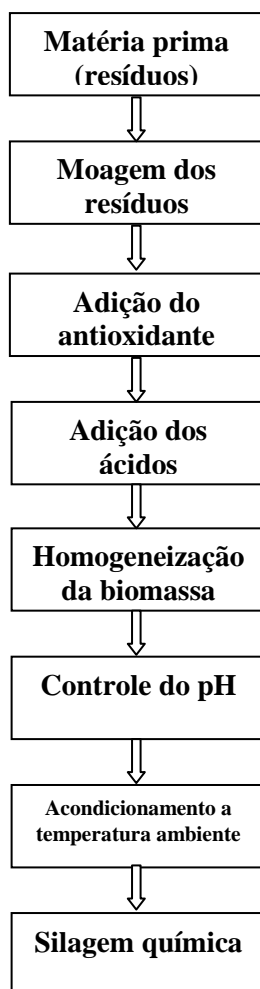 Matéria prima
(resíduos)
Moagem dos
resíduos
Adição do
antioxidante
Adição dos
ácidos
Homogeneização
da biomassa
Controle do pH
Acondicionamento a
temperatura ambiente
Silagem química